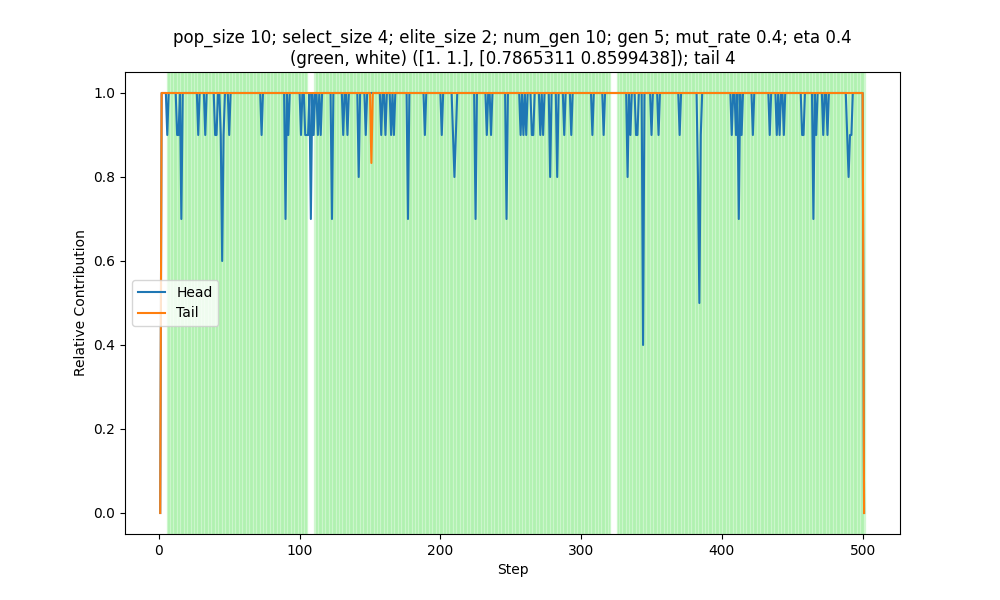 pop_size 10; select_size 4; elite_size 2; num_gen 10; gen 5; mut_rate 0.4; eta 0.4
(green, white) ([1. 1.], [0.7865311 0.8599438]); tail 4
1.0
0.8
0.6
0.4
0.2
0.0
Relative Contribution
Head
Tail
0 100 200 300 400 500
Step